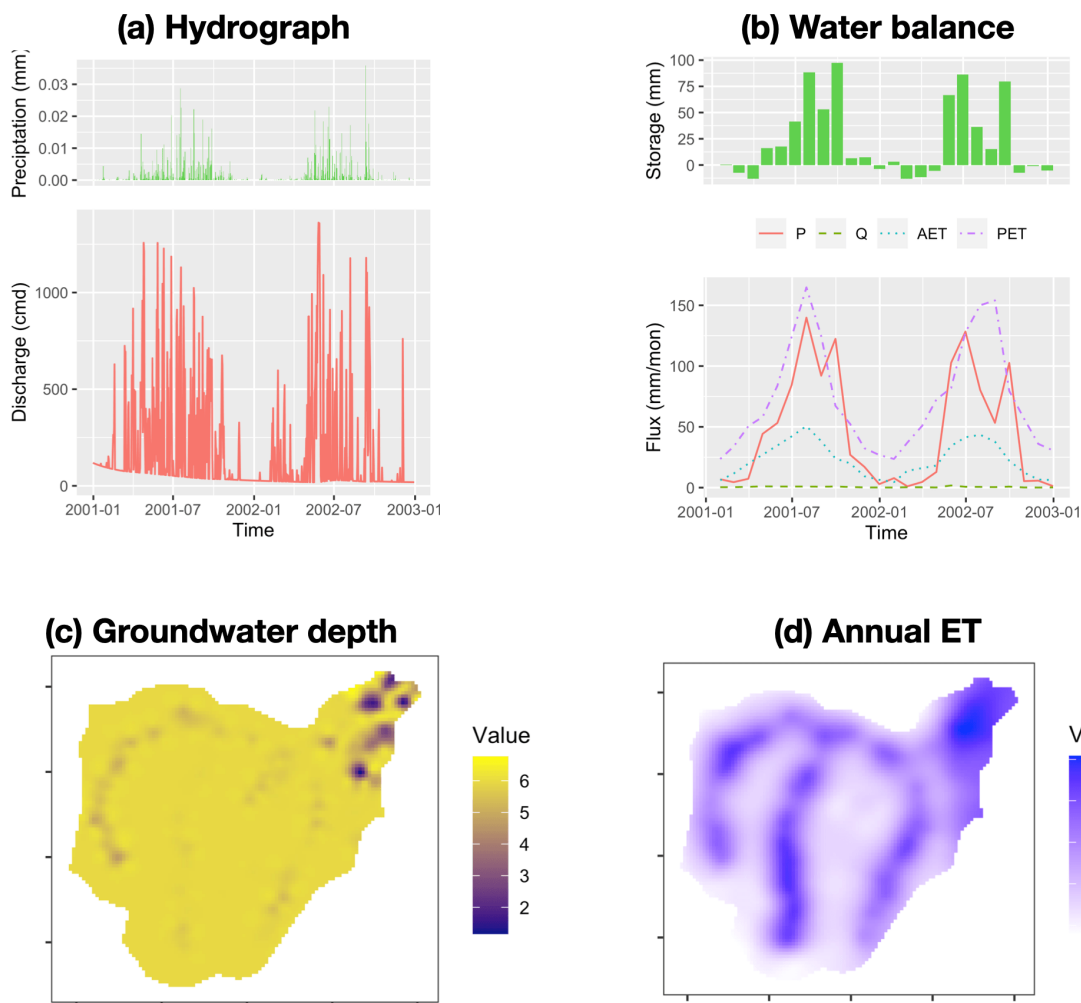 (a) Hydrograph
Preciptation (mm)
0.03
0.02
0.01
0.00
Discharge (cmd)
1000
500
0
2001-01 2001-07 2002-01 2002-07 2003-01
Time
(b) Water balance
Storage (mm)
100
75
50
25
0
P Q AET PET
Flux (mm/mon)
150
100
50
0
2001-01 2001-07 2002-01 2002-07 2003-01
Time
(c) Groundwater depth
Value
6
5
4
3
2
(d) Annual ET
V